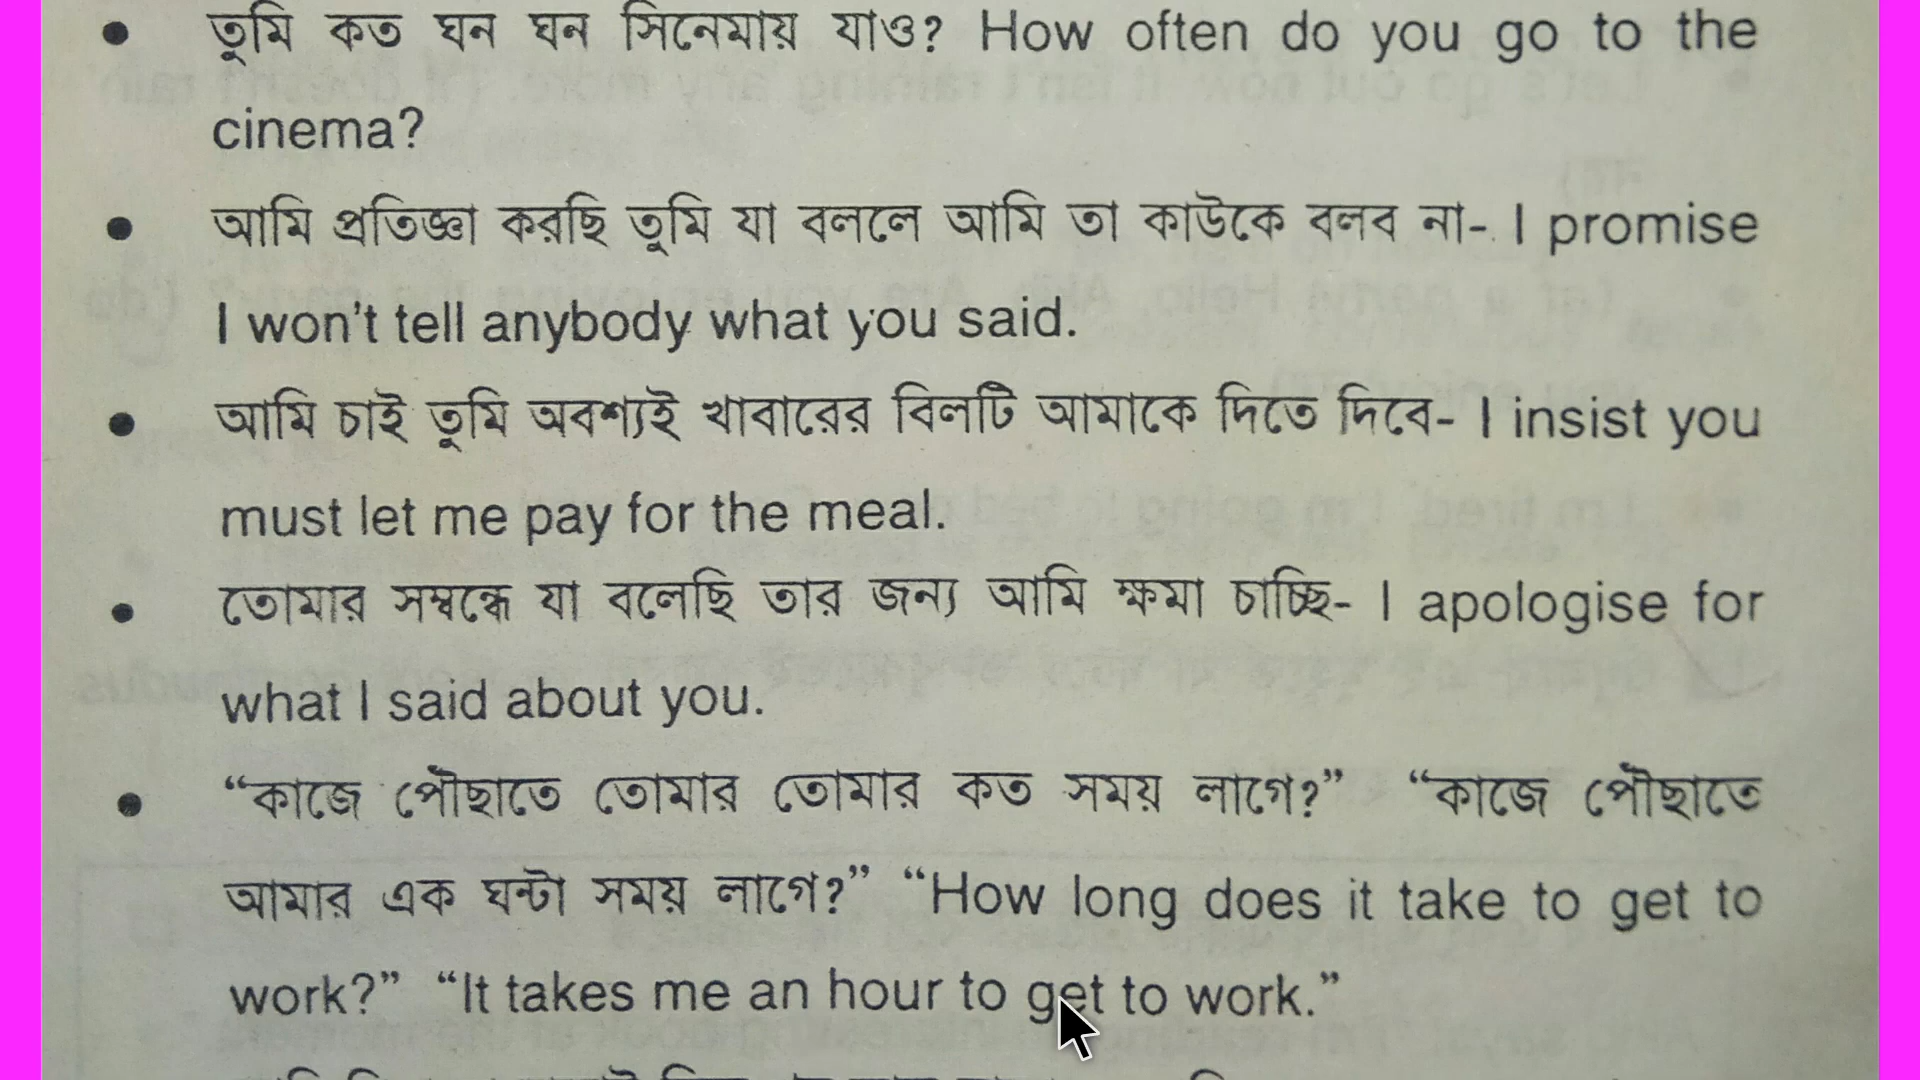 • তুমি কত ঘন ঘন সিনেমায় যাও? How often do you go to the
cinema?
• আমি প্রতিজ্ঞা করছি তুমি যা বললে আমি তা কাউকে বলব না- I promise
I won't tell anybody what you said.
• আমি চাই তুমি অবশ্যই খাবারের বিলটি আমাকে দিতে দিবে- I insist you
must let me pay for the meal.
• তোমার সম্বন্ধে যা বলেছি তার জন্য আমি ক্ষমা চাচ্ছি- I apologise for
what I said about you.
• “কাজে পৌছাতে তোমার তোমার কত সময় লাগে?” “কাজে পৌছাতে
আমার এক ঘন্টা সময় লাগে?” “How long does it take to get to
work?” “It takes me an hour to get to work.”